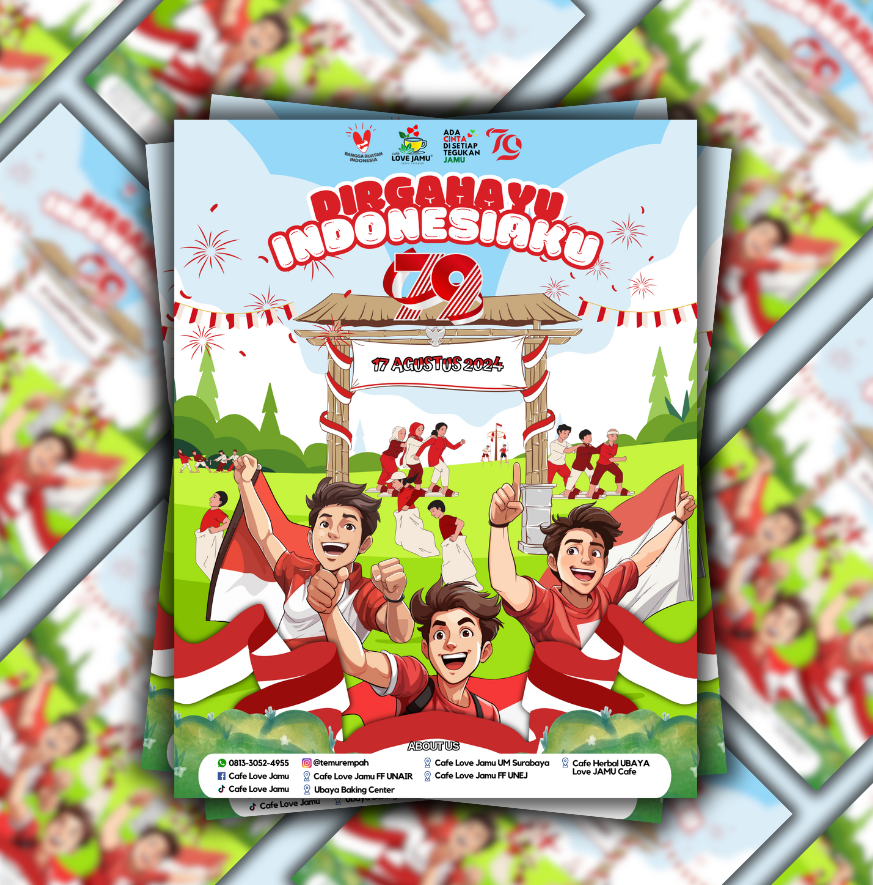 BANGGA BUATAN
INDONESIA
Cafe
LOVE JAMU
ADA
CINTA
DI SETIAP
TEGUKAN
JAMU
79
DIRGAHAYU
INDONESIAKU
79
17 AGUSTUS 2024
ABOUT US
0813-3052-4955
@temurempah
Cafe Love Jamu UM Surabaya
Cafe Herbal UBAYA
Love JAMU Cafe
Cafe Love Jamu
Cafe Love Jamu FF UNAIR
Cafe Love Jamu FF UNEJ
Cafe Love Jamu
Ubaya Baking Center
Cafe Love Jamu